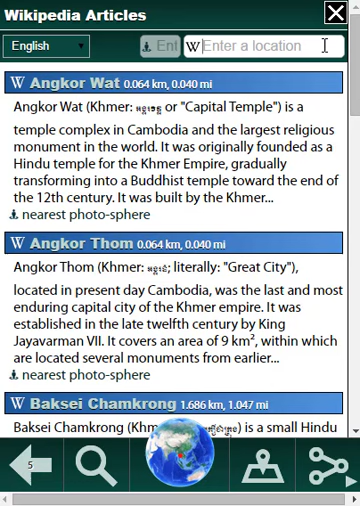 Wikipedia Articles
English Ent W Enter a location
W Angkor Wat 0.064 km, 0.040 mi
Angkor Wat (Khmer: អង្គរវត្ត or "Capital Temple") is a
temple complex in Cambodia and the largest religious
monument in the world. It was originally founded as a
Hindu temple for the Khmer Empire, gradually
transforming into a Buddhist temple toward the end of
the 12th century. It was built by the Khmer...
nearest photo-sphere
W Angkor Thom 0.064 km, 0.040 mi
Angkor Thom (Khmer: អង្គរធំ; literally: "Great City"),
located in present day Cambodia, was the last and most
enduring capital city of the Khmer empire. It was
established in the late twelfth century by King
Jayavarman VII. It covers an area of 9 km², within which
are located several monuments from earlier...
nearest photo-sphere
W Baksei Chamkrong 1.686 km, 1.047 mi
Baksei Chamkrong is a small Hindu
5